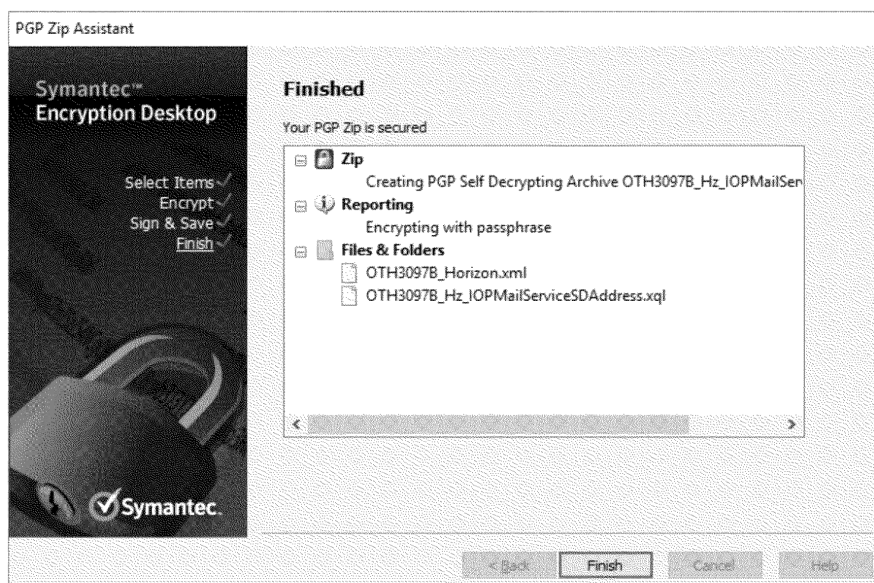 PGP Zip Assistant
Symantec™
Encryption Desktop
Select Items
Encrypt
Sign & Save
Finish
Symantec.
Finished
Your PGP Zip is secured
Zip
Creating PGP Self Decrypting Archive OTH3097B_Hz_IOPMailSer
Reporting
Encrypting with passphrase
Files & Folders
OTH3097B_Horizon.xml
OTH3097B_Hz_IOPMailServiceSDAddress.xql
< Back
Finish
Cancel
Help